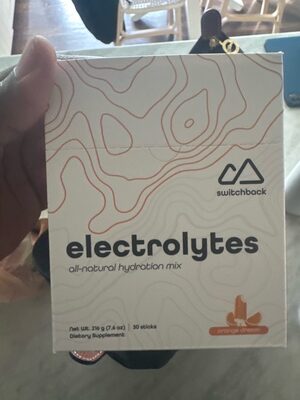 switchback
electrolytes
all-natural hydration mix
Net Wt. 216 g (7.6 oz) | 30 sticks
Dietary Supplement
orange dream